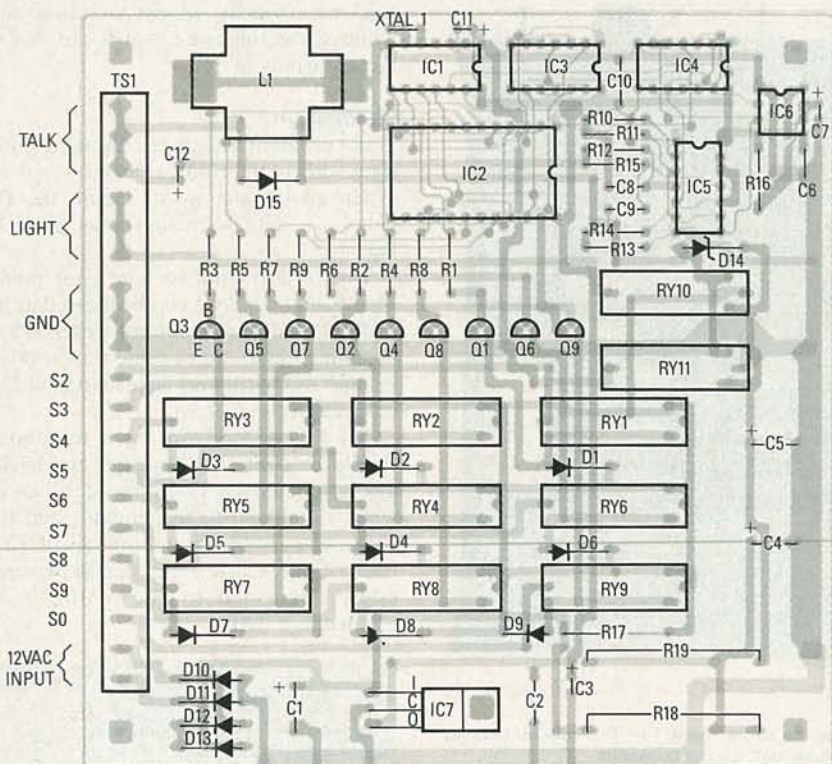 XTAL 1 C11
TS1 L1 IC1 IC3 C10 IC4
+ IC6 C7
TALK
C12 +
D15
IC2
R10
R11
R12
R15
C8
C9
R14
R13
IC5
R16
C6
D14
LIGHT
R3 R5 R7 R9 R6 R2 R4 R8 R1
RY10
GND
B
Q3
E C Q5 Q7 Q2 Q4 Q8 Q1 Q6 Q9
RY11
S2
S3
S4
S5
S6
S7
S8
S9
S0
RY3 RY2 RY1
D3 D2 D1
+ C5
RY5 RY4 RY6
D5 D4 D6
+ C4
RY7 RY8 RY9
D7 D8 D9 R17
R19
12VAC
INPUT
D10
D11
D12
D13
+ C1
I
C
O
IC7
C2
+ C3
R18